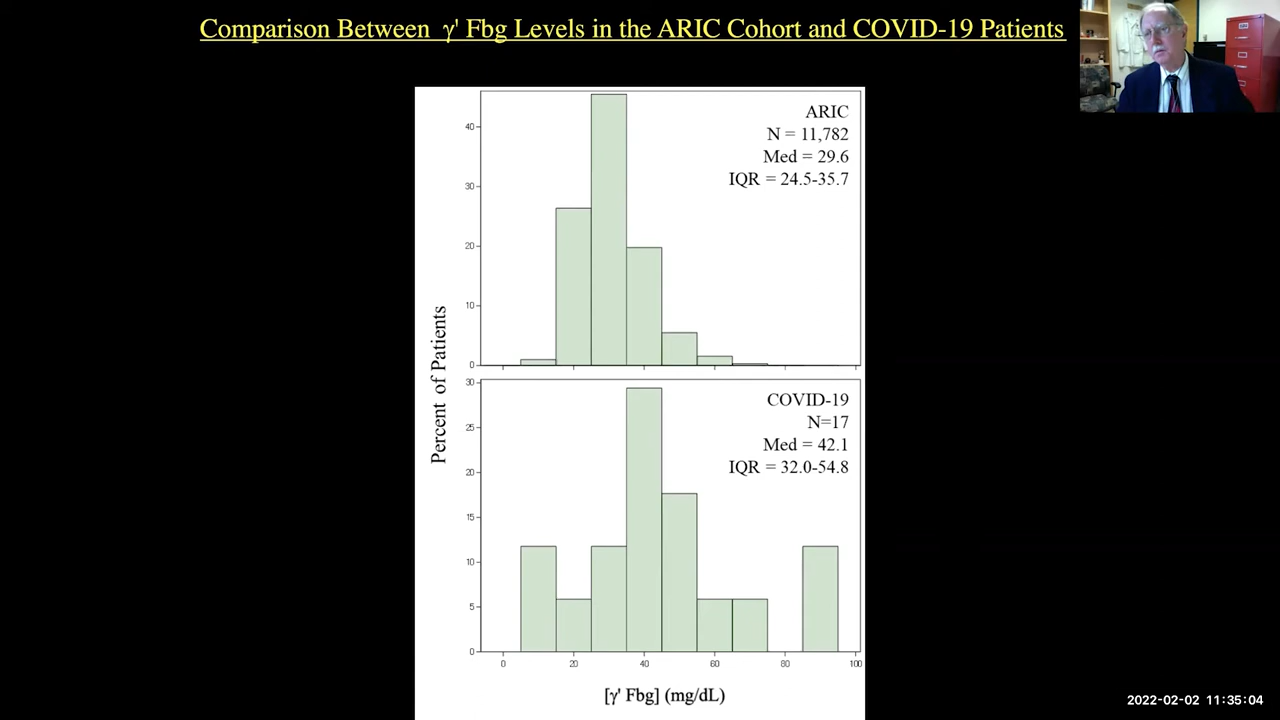 Comparison Between γ' Fbg Levels in the ARIC Cohort and COVID-19 Patients
ARIC
N = 11,782
Med = 29.6
IQR = 24.5-35.7
40
30
20
10
0
Percent of Patients
COVID-19
N=17
Med = 42.1
IQR = 32.0-54.8
30
25
20
15
10
5
0
0 20 40 60 80 100
[γ' Fbg] (mg/dL)
2022-02-02 11:35:04